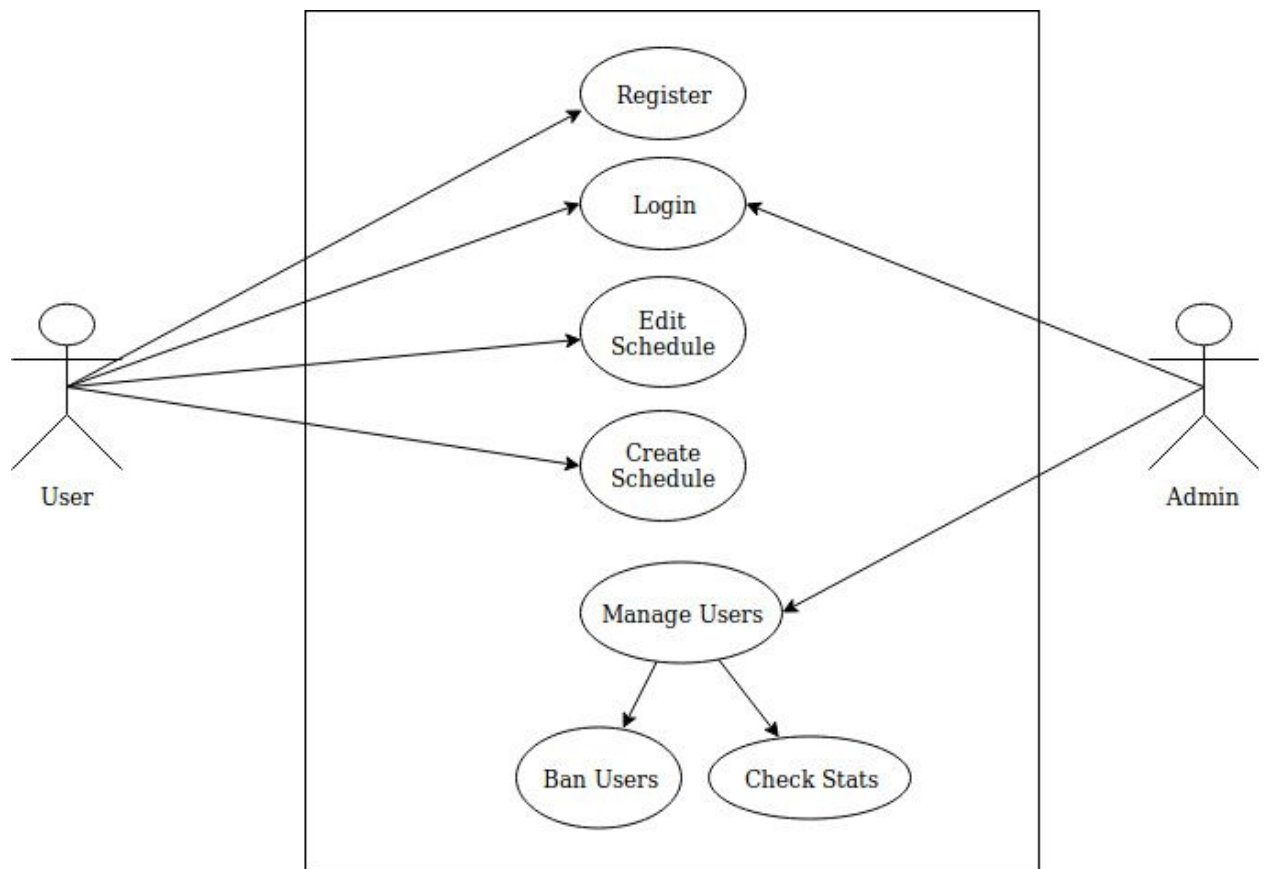 Register
Login
Edit
Schedule
Create
Schedule
User
Admin
Manage Users
Ban Users
Check Stats